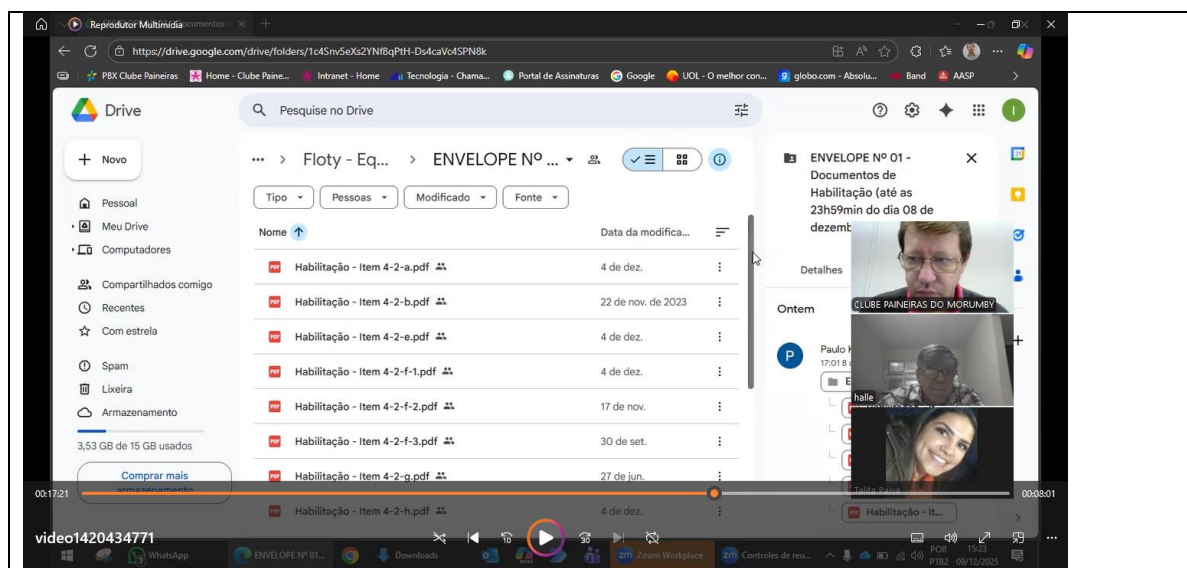 Reprodutor Multimídia
https://drive.google.com/drive/folders/1c4Snv5eXs2YNf8qPtH-Ds4caVc4SPN8k
PBX Clube Paineiras Home - Clube Paine... Intranet - Home Tecnologia - Chama... Portal de Assinaturas Google UOL - O melhor con... globo.com - Absolu... Band AASP
Drive
Pesquise no Drive
Novo
Pessoal
Meu Drive
Computadores
Compartilhados comigo
Recentes
Com estrela
Spam
Lixeira
Armazenamento
3,53 GB de 15 GB usados
Comprar mais
armazenamento
... > Floty - Eq... > ENVELOPE Nº ...
Tipo Pessoas Modificado Fonte
Nome Data da modifica...
Habilitação - Item 4-2-a.pdf 4 de dez.
Habilitação - Item 4-2-b.pdf 22 de nov. de 2023
Habilitação - Item 4-2-e.pdf 4 de dez.
Habilitação - Item 4-2-f-1.pdf 4 de dez.
Habilitação - Item 4-2-f-2.pdf 17 de nov.
Habilitação - Item 4-2-f-3.pdf 30 de set.
Habilitação - Item 4-2-g.pdf 27 de jun.
Habilitação - Item 4-2-h.pdf 4 de dez.
ENVELOPE Nº 01 -
Documentos de
Habilitação (até as
23h59min do dia 08 de
dezemb
Detalhes
Ontem
P
Paulo
17:01 8
E
Habilitação - It...
I
CLUBE PAINEIRAS DO MORUMBY
halle
Talita Paiva
00:17:21
00:08:01
video1420434771
10
30
WhatsApp ENVELOPE Nº 01... Downloads Zoom Workplace Controles de reu...
POR 15:23
PTB2 09/12/2025